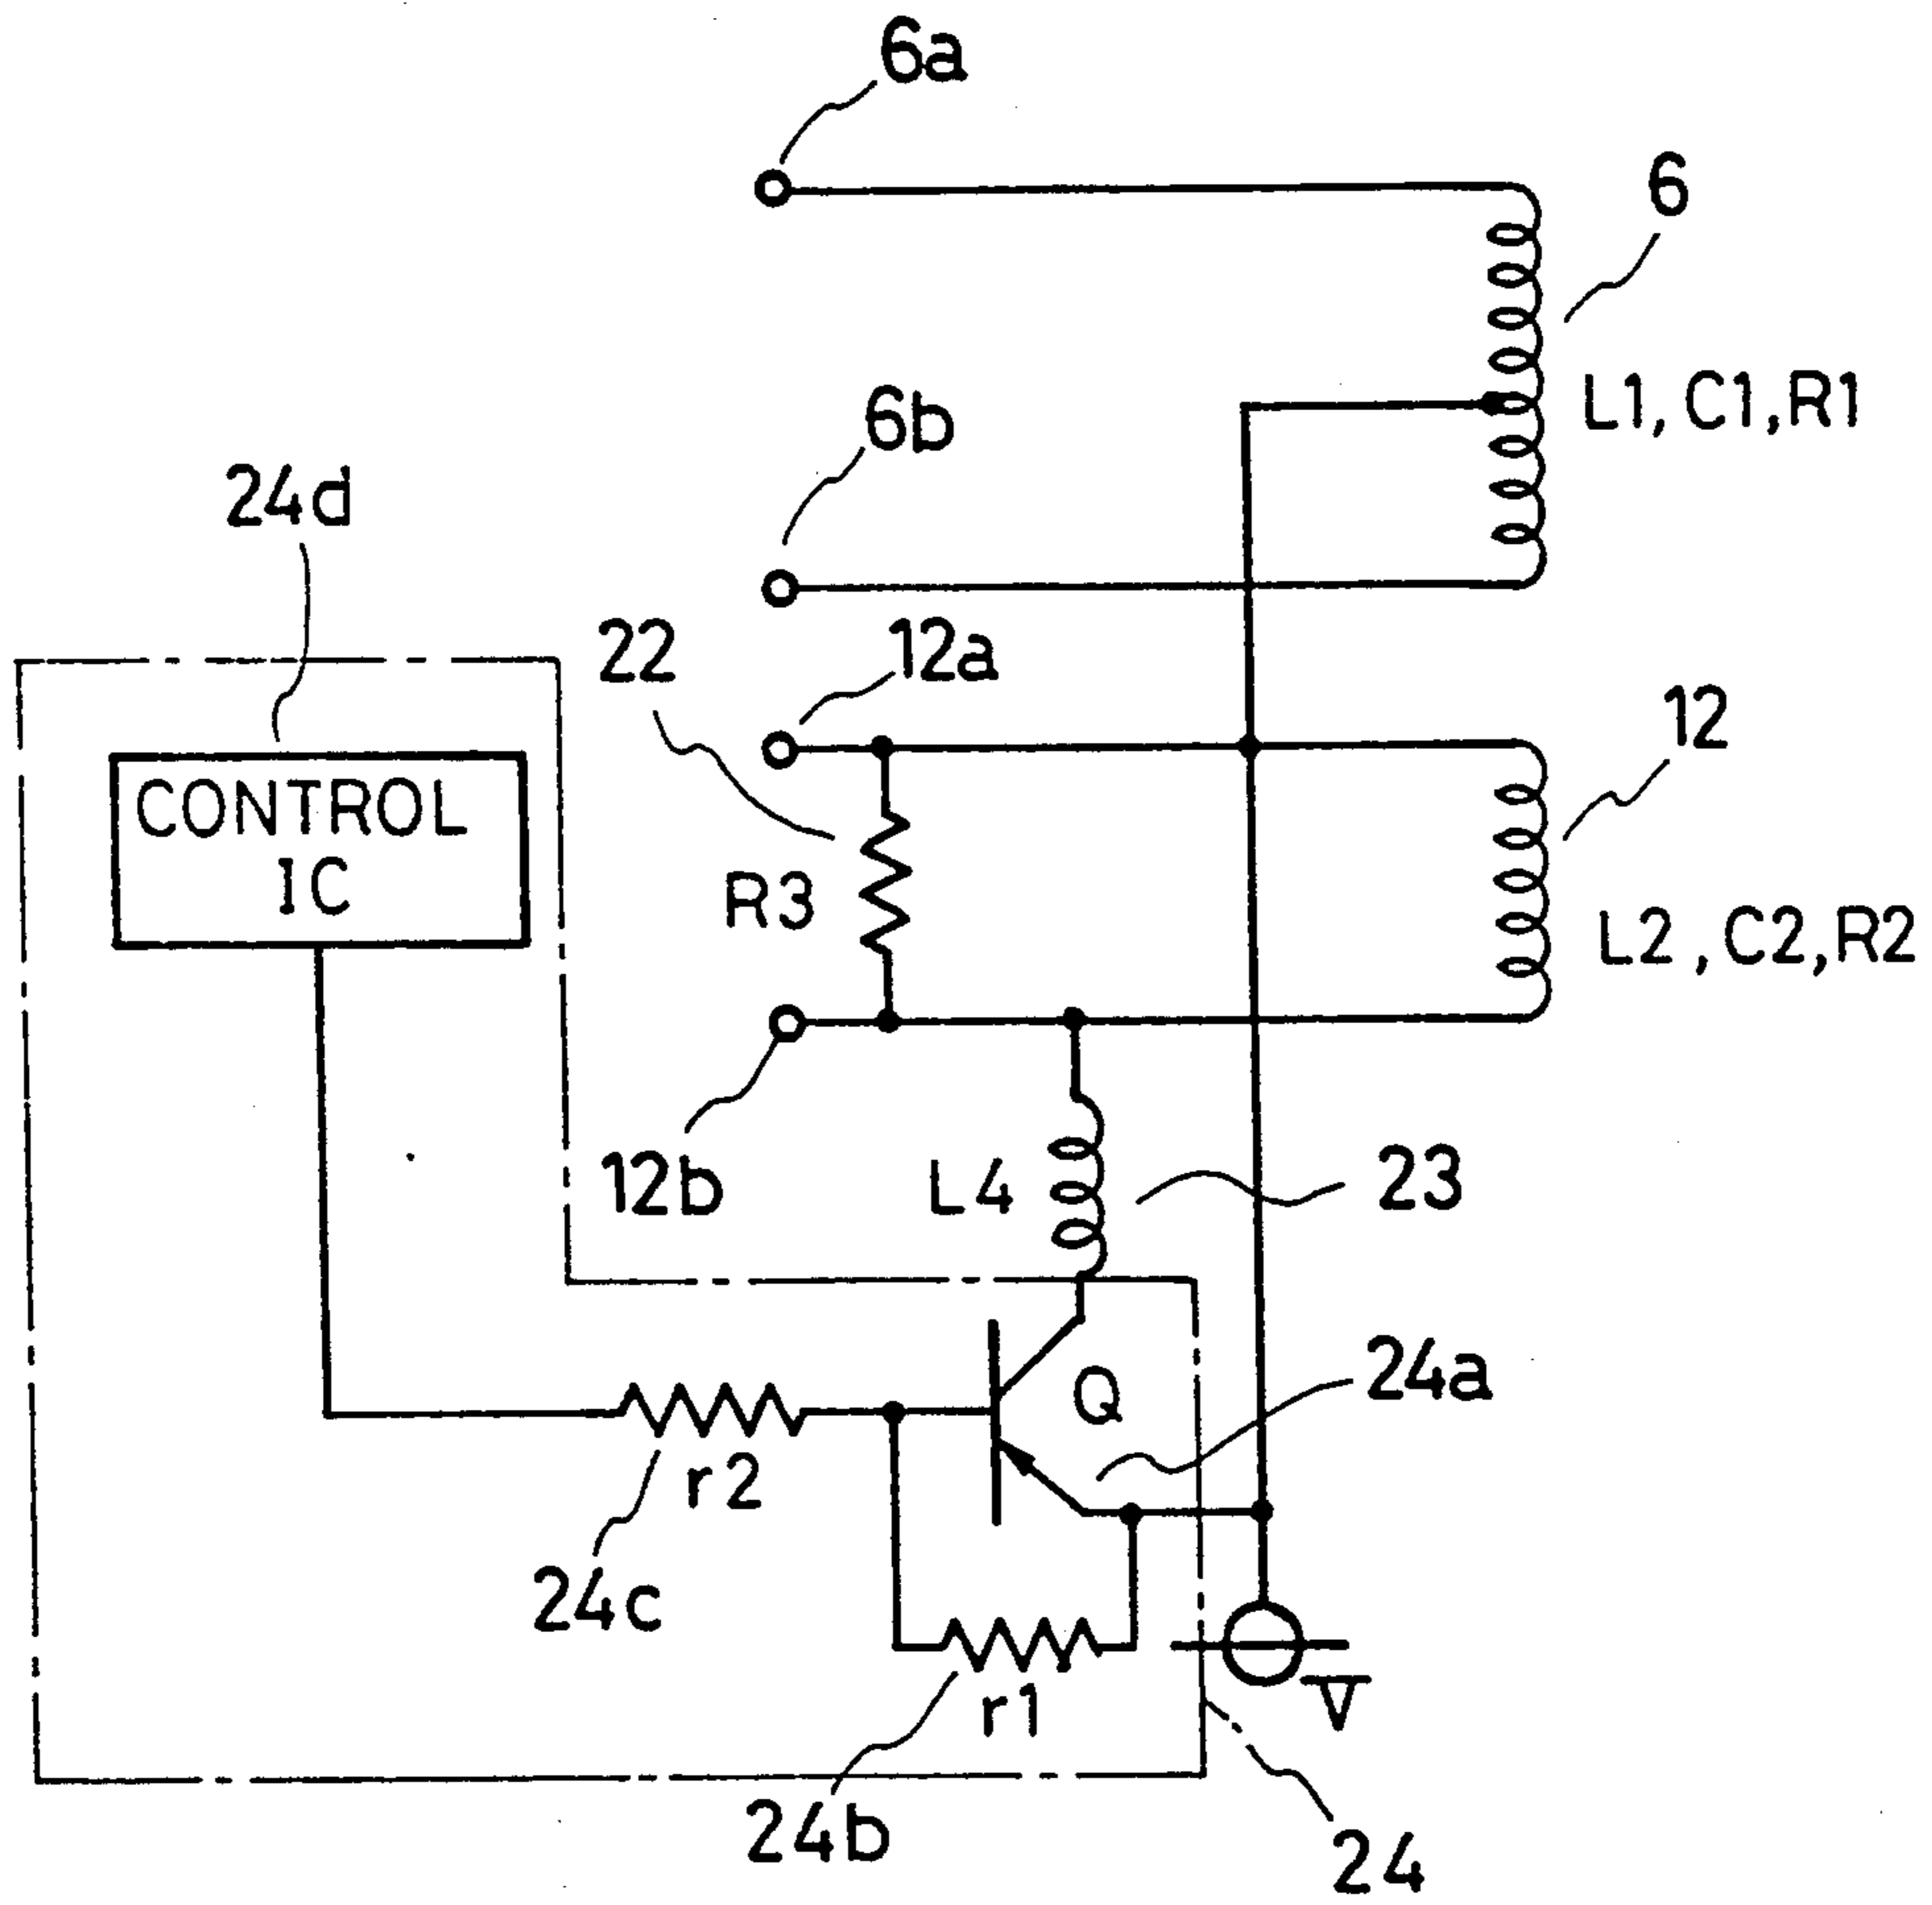 6a
6
L1, C1, R1
6b
24d
22
12a
12
CONTROL
IC
R3
L2, C2, R2
12b
L4
23
24a
Q
r2
24c
r1
V
24b
24